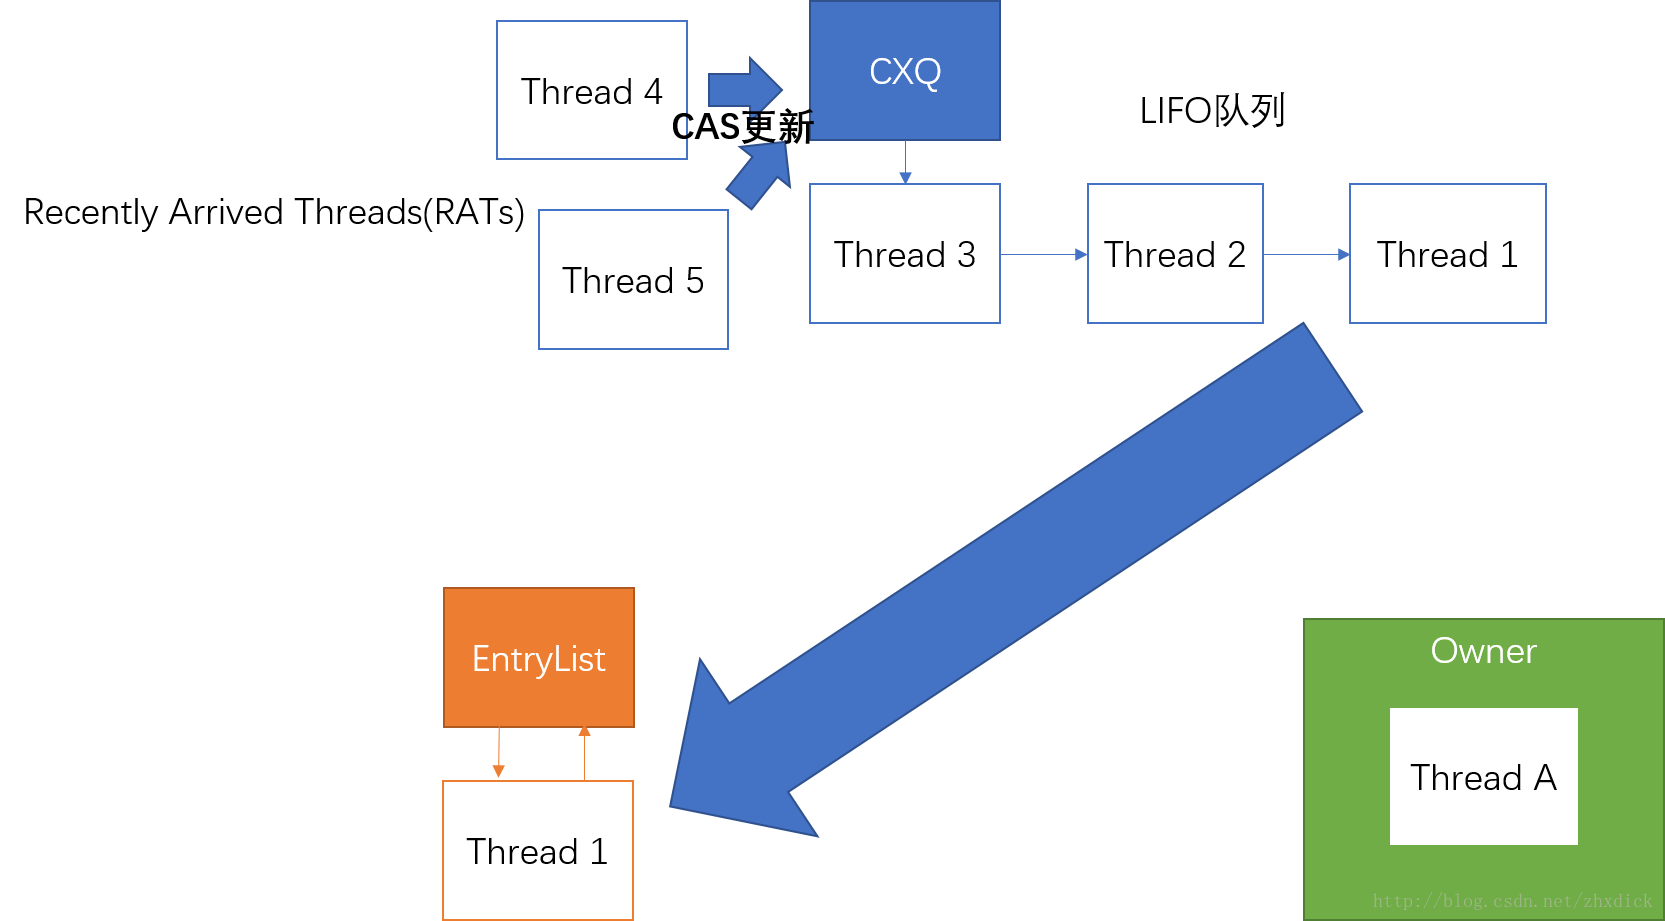 Thread 4
CXQ
LIFO队列
CAS更新
Recently Arrived Threads(RATs)
Thread 5
Thread 3
Thread 2
Thread 1
EntryList
Thread 1
Owner
Thread A
http://blog.csdn.net/zhxdick